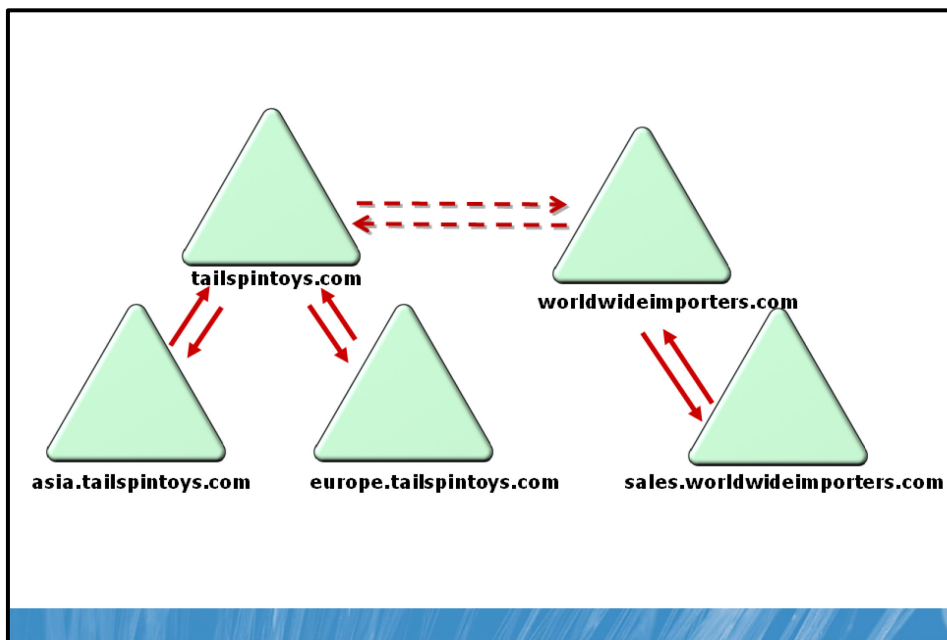 tailspintoys.com
worldwideimporters.com
asia.tailspintoys.com
europe.tailspintoys.com
sales.worldwideimporters.com